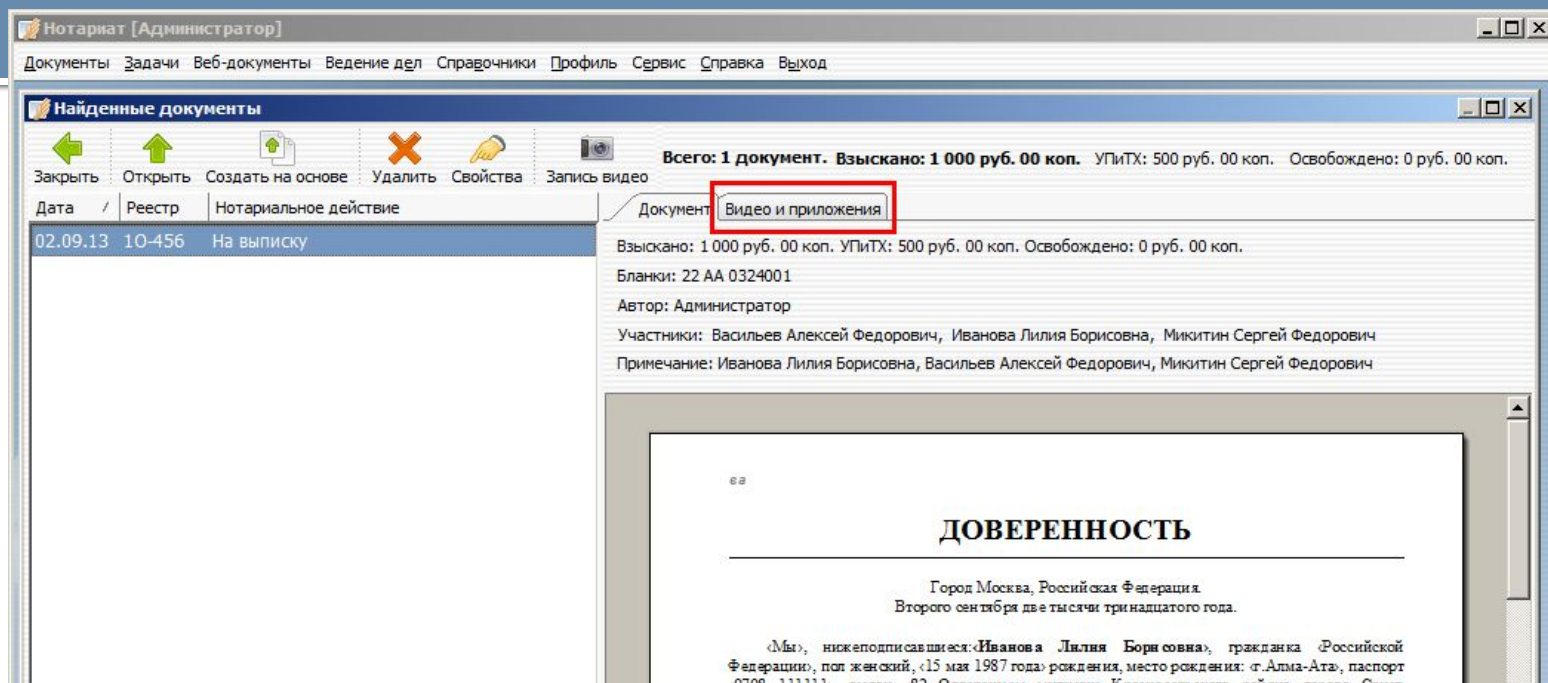 Нотариат [Администратор]
Документы Задачи Веб-документы Ведение дел Справочники Профиль Сервис Справка Выход
Найденные документы
Закрыть Открыть Создать на основе Удалить Свойства Запись видео
Всего: 1 документ. Взыскано: 1 000 руб. 00 коп. УПиТХ: 500 руб. 00 коп. Освобождено: 0 руб. 00 коп.
Дата / Реестр Нотариальное действие
Документ Видео и приложения
02.09.13 1О-456 На выписку
Взыскано: 1 000 руб. 00 коп. УПиТХ: 500 руб. 00 коп. Освобождено: 0 руб. 00 коп.
Бланки: 22 АА 0324001
Автор: Администратор
Участники: Васильев Алексей Федорович, Иванова Лилия Борисовна, Микитин Сергей Федорович
Примечание: Иванова Лилия Борисовна, Васильев Алексей Федорович, Микитин Сергей Федорович
ва
ДОВЕРЕННОСТЬ
Город Москва, Российская Федерация.
Второго сентября две тысячи тринадцатого года.
‹Мы›, нижеподписавшиеся:‹Иванова Лилия Борисовна›, гражданка ‹Российской
Федерации›, пол женский, ‹15 мая 1987 года› рождения, место рождения: ‹г.Алма-Ата›, паспорт